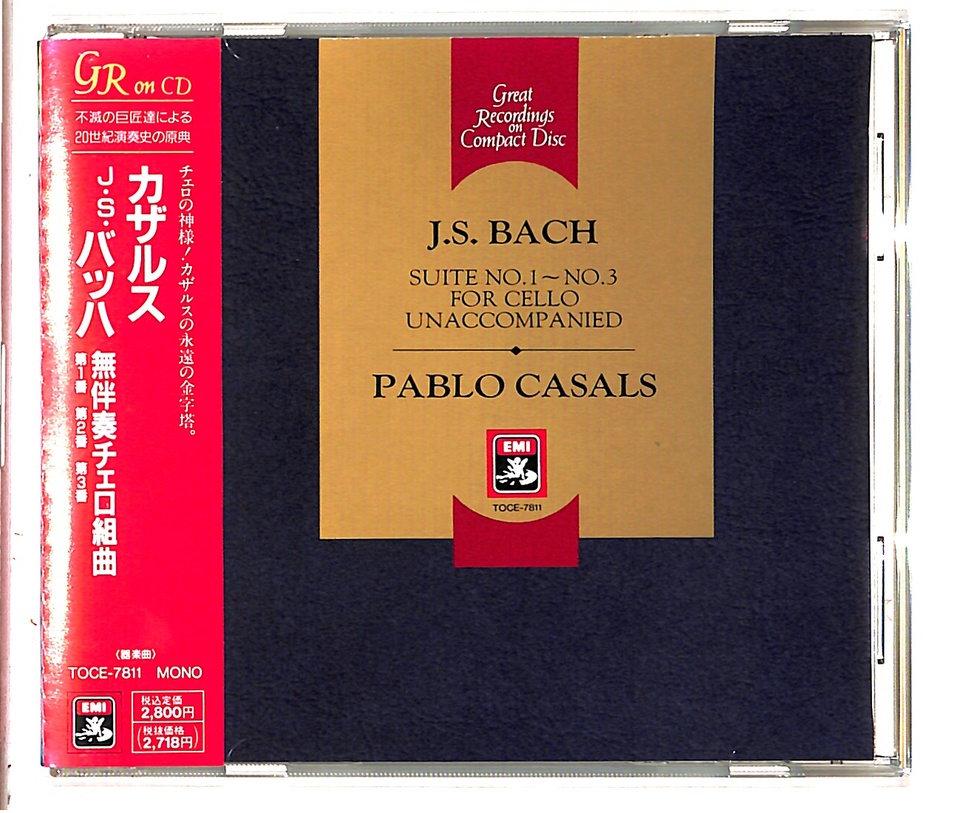 GR on CD
不滅の巨匠達による
20世紀演奏史の原典
チェロの神様！カザルスの永遠の金字塔。
カザルス
J・S・バッハ
無伴奏チェロ組曲
第1番 第2番 第3番
〈器楽曲〉
TOCE-7811 MONO
EMI
税込定価
2,800円
(税抜価格
2,718円)
Great
Recordings
on
Compact Disc
J.S. BACH
SUITE NO.1～NO.3
FOR CELLO
UNACCOMPANIED
PABLO CASALS
EMI
TOCE-7811